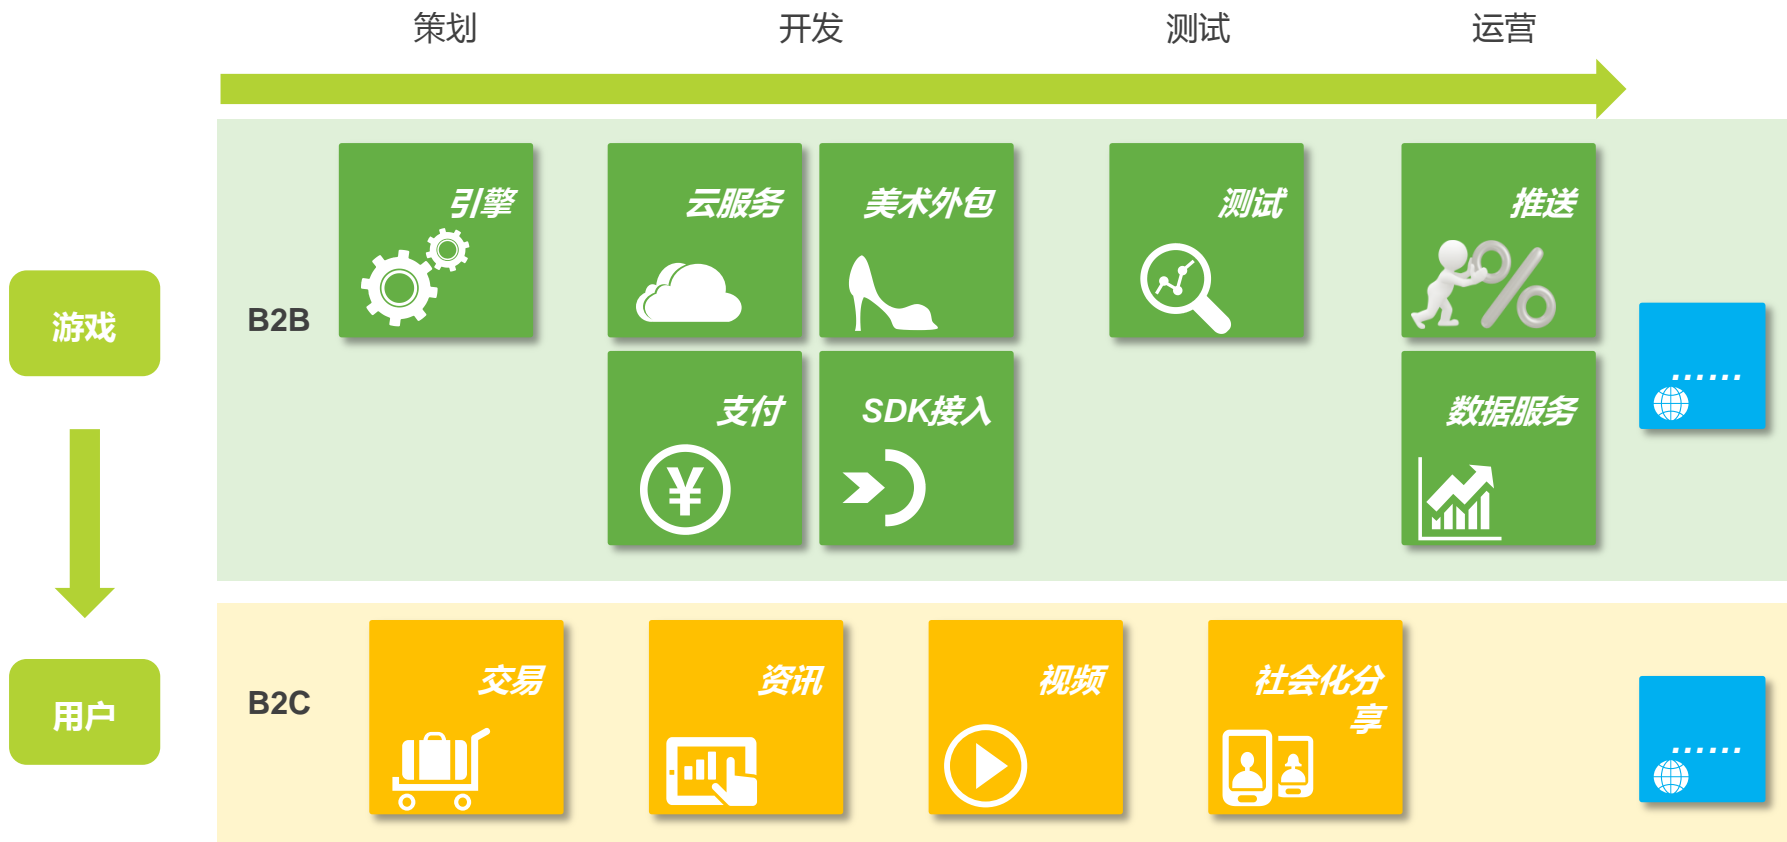 策划
开发
测试
运营
引擎
云服务
美术外包
测试
推送
游戏
B2B
支付
SDK接入
数据服务
......
用户
B2C
交易
资讯
视频
社会化分
享
......